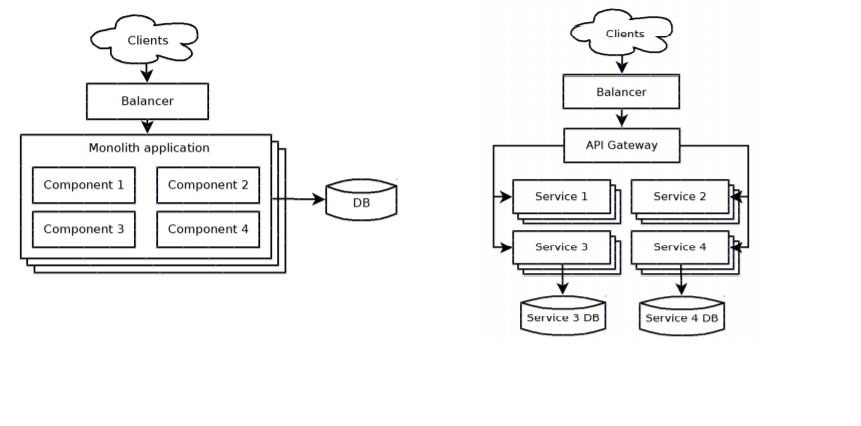 Clients
Balancer
Monolith application
Component 1
Component 2
Component 3
Component 4
DB
Clients
Balancer
API Gateway
Service 1
Service 2
Service 3
Service 4
Service 3 DB
Service 4 DB